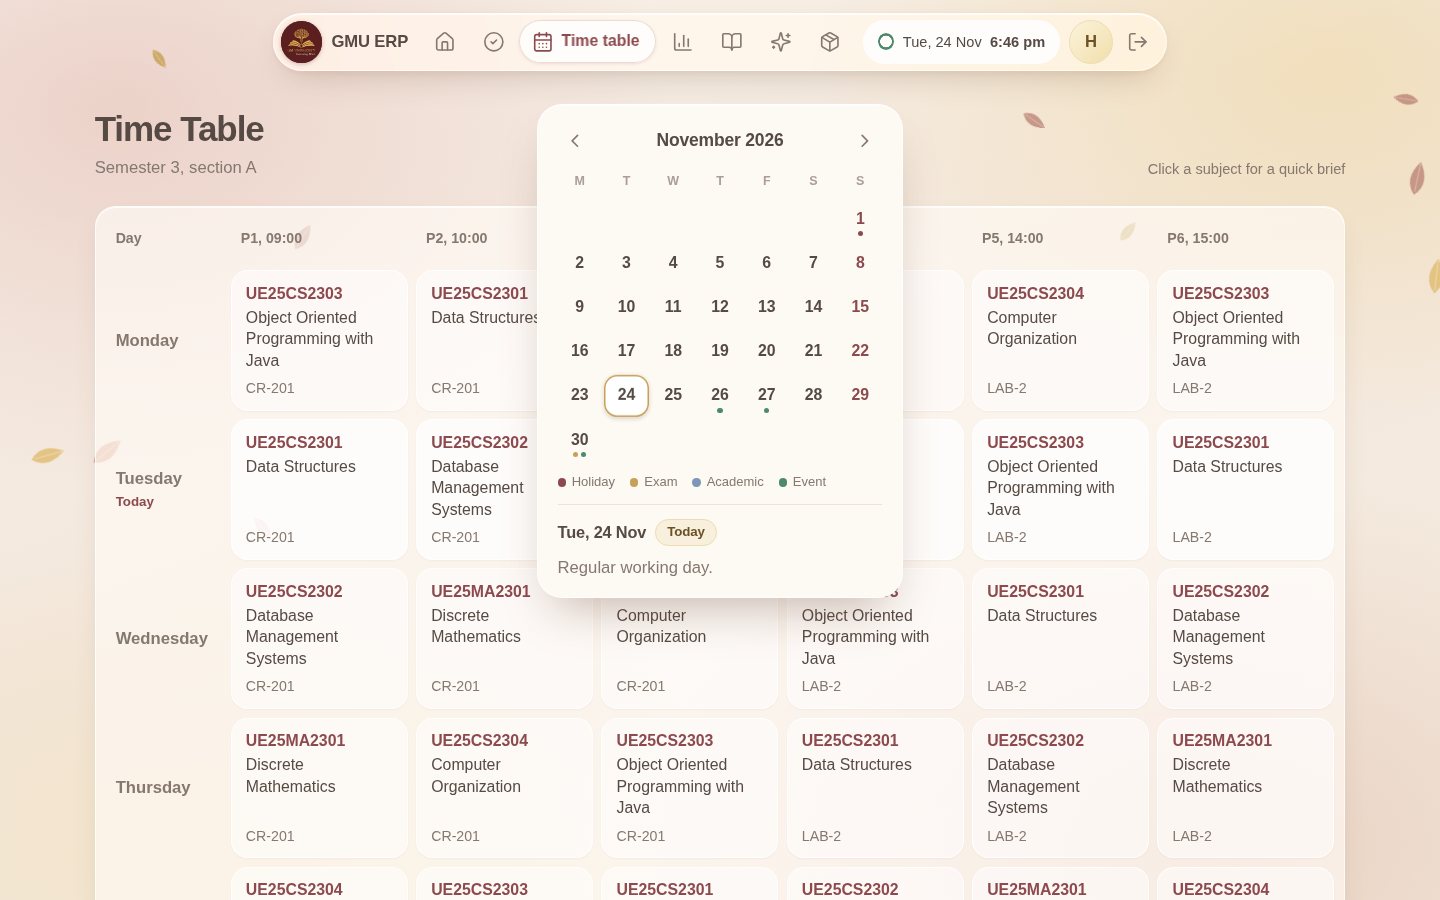 GMU ERP
Time table
Tue, 24 Nov 6:46 pm
H
Time Table
Semester 3, section A
Click a subject for a quick brief
November 2026
M T W T F S S
1
2 3 4 5 6 7 8
9 10 11 12 13 14 15
16 17 18 19 20 21 22
23 24 25 26 27 28 29
30
Holiday Exam Academic Event
Tue, 24 Nov Today
Regular working day.
Day P1, 09:00 P2, 10:00 P5, 14:00 P6, 15:00
Monday
UE25CS2303
Object Oriented
Programming with
Java
CR-201
UE25CS2301
Data Structures
CR-201
UE25CS2304
Computer
Organization
LAB-2
UE25CS2303
Object Oriented
Programming with
Java
LAB-2
Tuesday
Today
UE25CS2301
Data Structures
CR-201
UE25CS2302
Database
Management
Systems
CR-201
UE25CS2303
Object Oriented
Programming with
Java
LAB-2
UE25CS2301
Data Structures
LAB-2
Wednesday
UE25CS2302
Database
Management
Systems
CR-201
UE25MA2301
Discrete
Mathematics
CR-201
Computer
Organization
CR-201
Object Oriented
Programming with
Java
LAB-2
UE25CS2301
Data Structures
LAB-2
UE25CS2302
Database
Management
Systems
LAB-2
Thursday
UE25MA2301
Discrete
Mathematics
CR-201
UE25CS2304
Computer
Organization
CR-201
UE25CS2303
Object Oriented
Programming with
Java
CR-201
UE25CS2301
Data Structures
LAB-2
UE25CS2302
Database
Management
Systems
LAB-2
UE25MA2301
Discrete
Mathematics
LAB-2
UE25CS2304
UE25CS2303
UE25CS2301
UE25CS2302
UE25MA2301
UE25CS2304